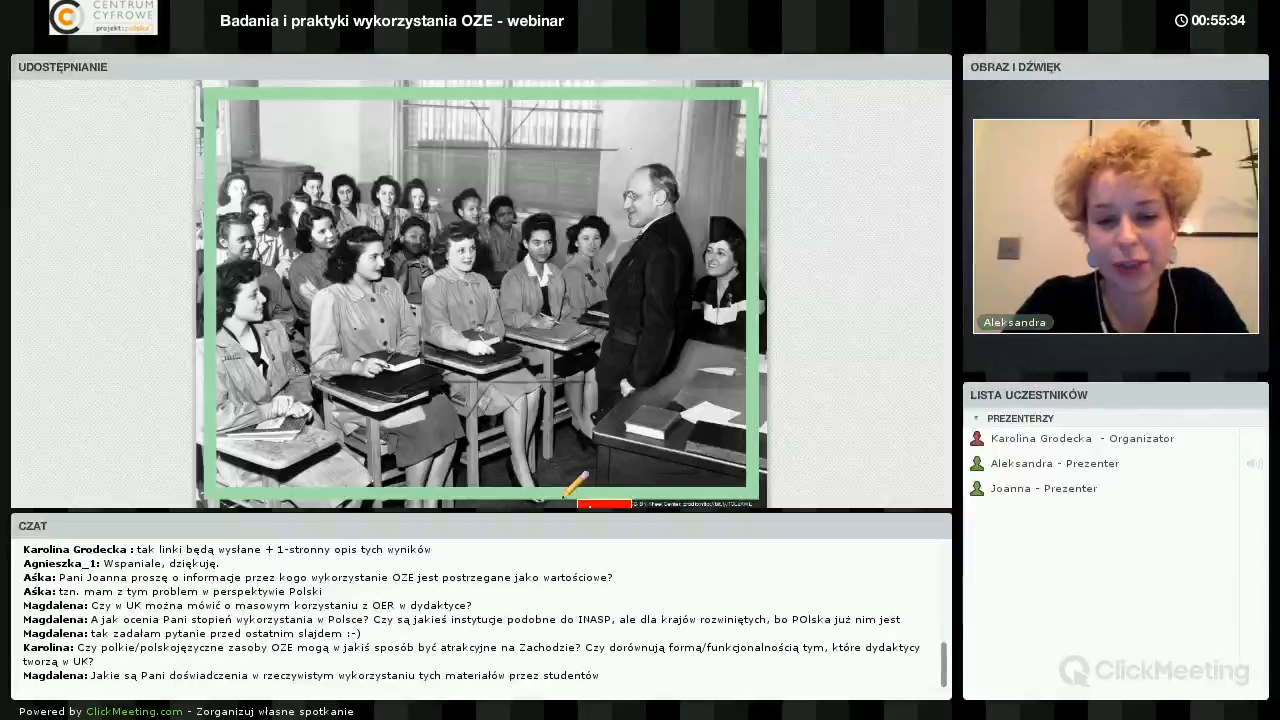 CENTRUM
CYFROWE
projekt: polska
Badania i praktyki wykorzystania OZE - webinar
00:55:34
UDOSTĘPNIANIE
OBRAZ I DŹWIĘK
Aleksandra
LISTA UCZESTNIKÓW
PREZENTERZY
Karolina Grodecka - Organizator
Aleksandra - Prezenter
Joanna - Prezenter
CZAT
Karolina Grodecka : tak linki będą wysłane + 1-stronny opis tych wyników
Agnieszka_1: Wspaniale, dziękuję.
Aśka: Pani Joanna proszę o informacje przez kogo wykorzystanie OZE jest postrzegane jako wartościowe?
Aśka: tzn. mam z tym problem w perspektywie Polski
Magdalena: Czy w UK można mówić o masowym korzystaniu z OER w dydaktyce?
Magdalena: A jak ocenia Pani stopień wykorzystania w Polsce? Czy są jakieś instytucje podobne do INASP, ale dla krajów rozwiniętych, bo POlska już nim jest
Magdalena: tak zadałam pytanie przed ostatnim slajdem :-)
Karolina: Czy polkie/polskojęzyczne zasoby OZE mogą w jakiś sposób być atrakcyjne na Zachodzie? Czy dorównują formą/funkcjonalnością tym, które dydaktycy
tworzą w UK?
Magdalena: Jakie są Pani doświadczenia w rzeczywistym wykorzystaniu tych materiałów przez studentów
ClickMeeting
Powered by ClickMeeting.com - Zorganizuj własne spotkanie